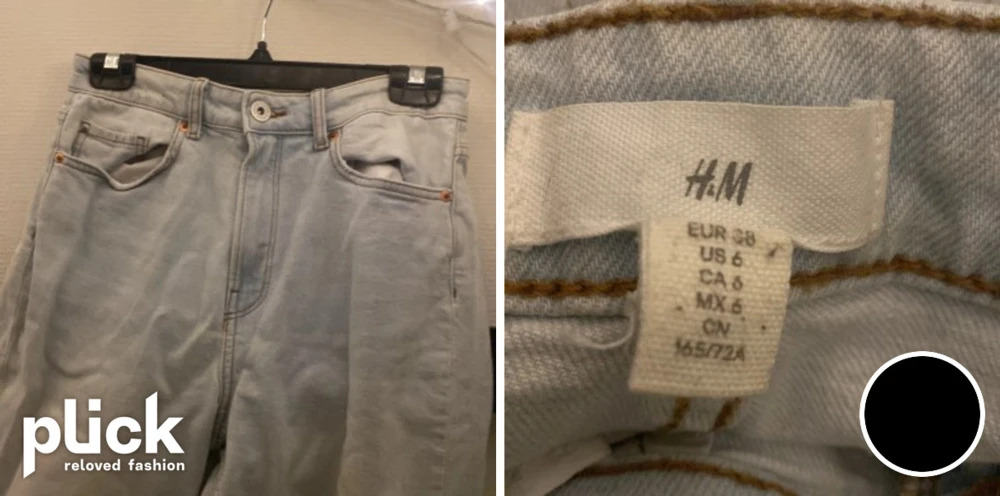 plick
reloved fashion
H&M
EUR 38
US 6
CA 6
MX 6
CN
165/72A